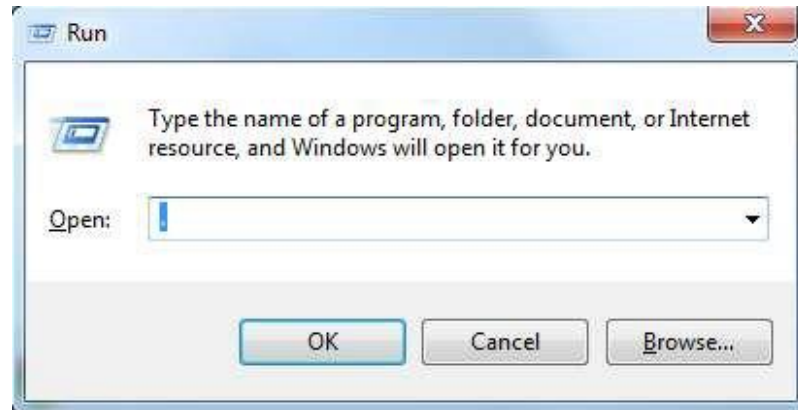 Run
Type the name of a program, folder, document, or Internet
resource, and Windows will open it for you.
Open: .
OK Cancel Browse...